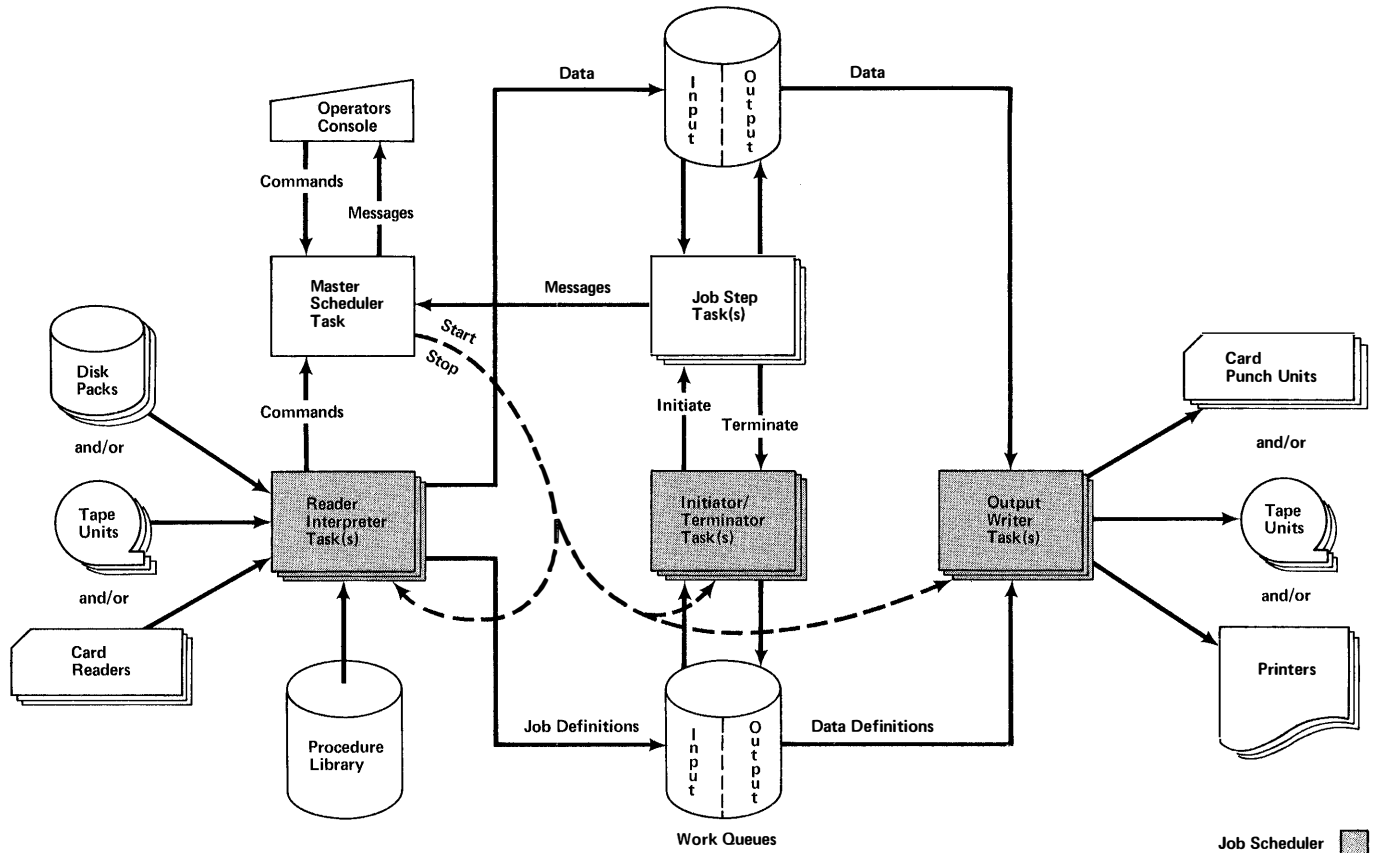 Data
Input
Output
Data
Operators
Console
Commands
Messages
Master
Scheduler
Task
Messages
Job Step
Task(s)
Start
Stop
Disk
Packs
and/or
Tape
Units
and/or
Card
Readers
Commands
Reader
Interpreter
Task(s)
Initiate
Terminate
Initiator/
Terminator
Task(s)
Output
Writer
Task(s)
Card
Punch Units
and/or
Tape
Units
and/or
Printers
Procedure
Library
Job Definitions
Input
Output
Data Definitions
Work Queues
Job Scheduler